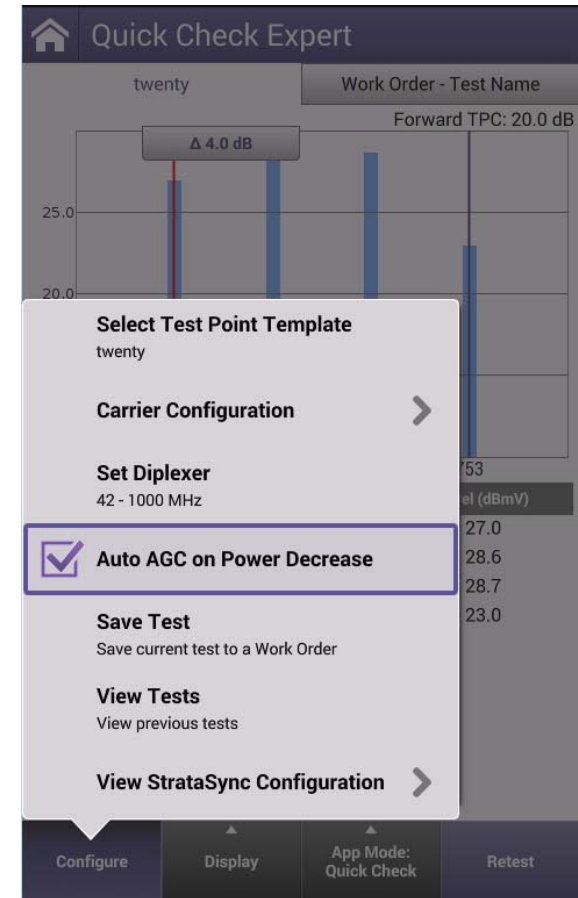 Quick Check Expert
twenty
Work Order - Test Name
Forward TPC: 20.0 dB
Δ 4.0 dB
25.0
20.0
Select Test Point Template
twenty
Carrier Configuration
Set Diplexer
42 - 1000 MHz
753
el (dBmV)
Auto AGC on Power Decrease
27.0
28.6
28.7
23.0
Save Test
Save current test to a Work Order
View Tests
View previous tests
View StrataSync Configuration
Configure
Display
App Mode:
Quick Check
Retest